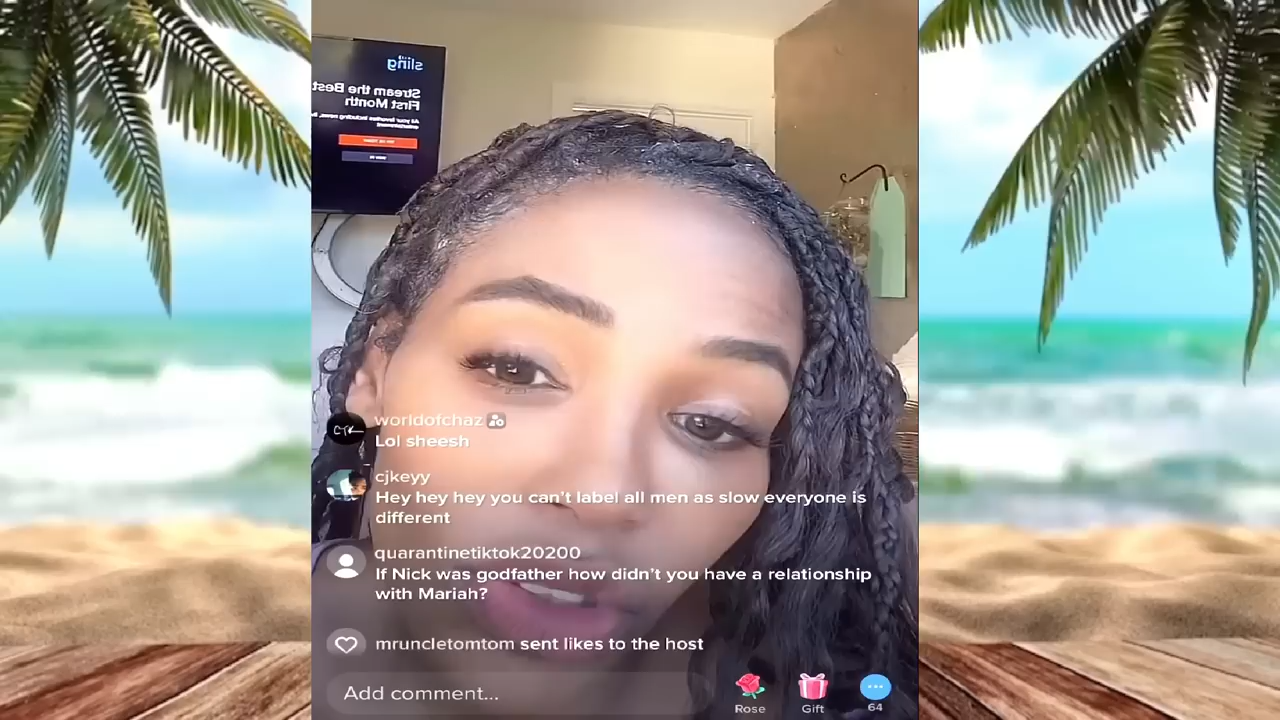 sling
Stream the Best
First Month
worldofchaz
Lol sheesh
cjkeyy
Hey hey hey you can't label all men as slow everyone is
different
quarantinetiktok20200
If Nick was godfather how didn't you have a relationship
with Mariah?
mruncletomtom sent likes to the host
Add comment...
Rose
Gift
64